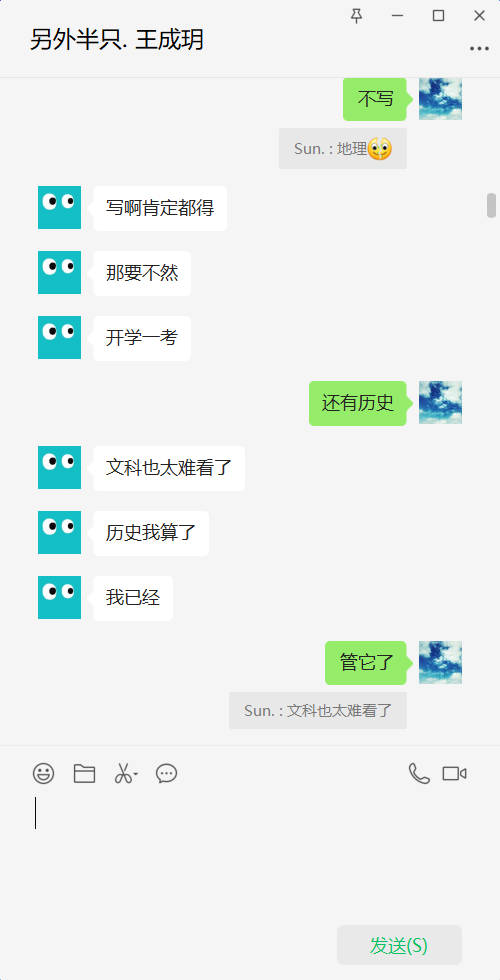 另外半只. 王成玥
不写
Sun. : 地理
写啊肯定都得
那要不然
开学一考
还有历史
文科也太难看了
历史我算了
我已经
管它了
Sun. : 文科也太难看了
发送(S)